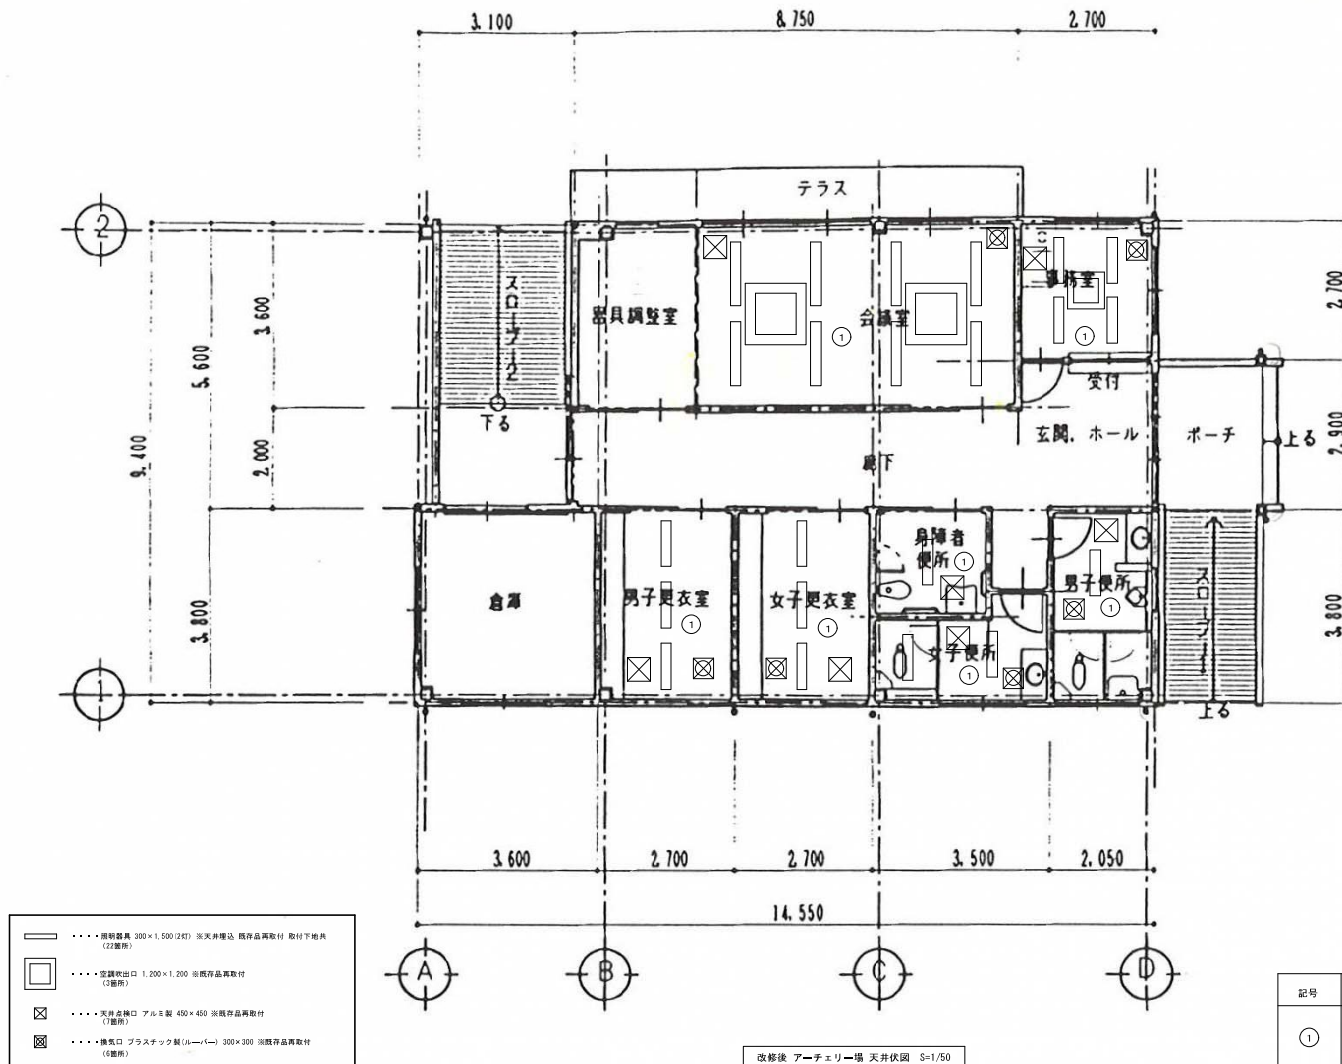 3.100
8.750
2.700
テラス
2
スロープ-2
器具調整室
会議室
事務室
①
①
受付
3.600
5.600
2.700
下る
玄関、ホール
ポーチ
上る
廊下
9.400
2.000
2.900
身障者
便所
①
男子便所
①
スロープ-1
倉庫
男子更衣室
①
女子更衣室
①
女子便所
①
3.800
3.800
1
上る
3.600
2.700
2.700
3.500
2.050
14.550
A
B
C
D
・・・・照明器具 300×1,500(2灯) ※天井埋込 既存品再取付 取付下地共
(22箇所)
・・・・空調吹出口 1,200×1,200 ※既存品再取付
(3箇所)
・・・・天井点検口 アルミ製 450×450 ※既存品再取付
(7箇所)
・・・・換気口 プラスチック製(ルーバー) 300×300 ※既存品再取付
(6箇所)
記号
①
改修後 アーチェリー場 天井伏図 S=1/50